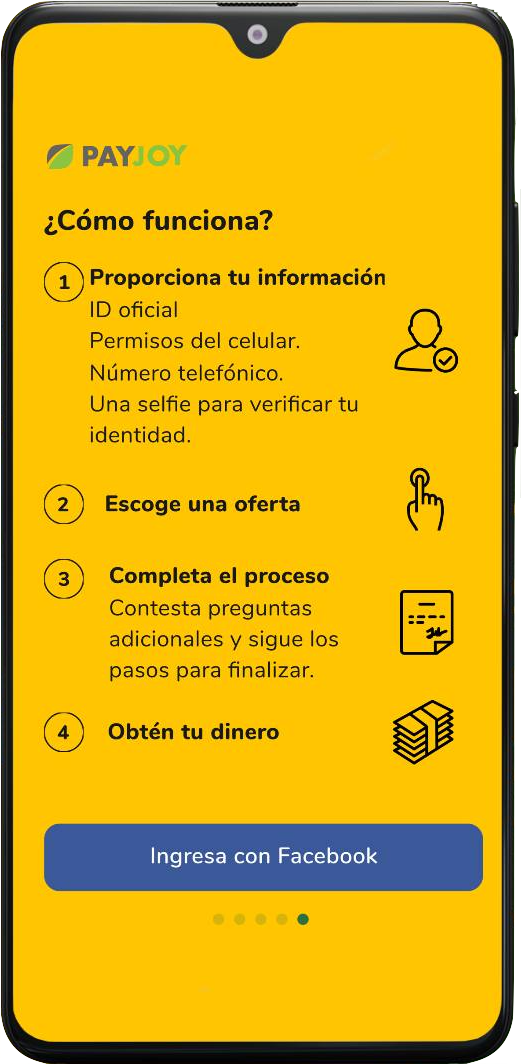 PAYJOY
¿Cómo funciona?
1 Proporciona tu información
ID oficial
Permisos del celular.
Número telefónico.
Una selfie para verificar tu
identidad.
2 Escoge una oferta
3 Completa el proceso
Contesta preguntas
adicionales y sigue los
pasos para finalizar.
4 Obtén tu dinero
Ingresa con Facebook